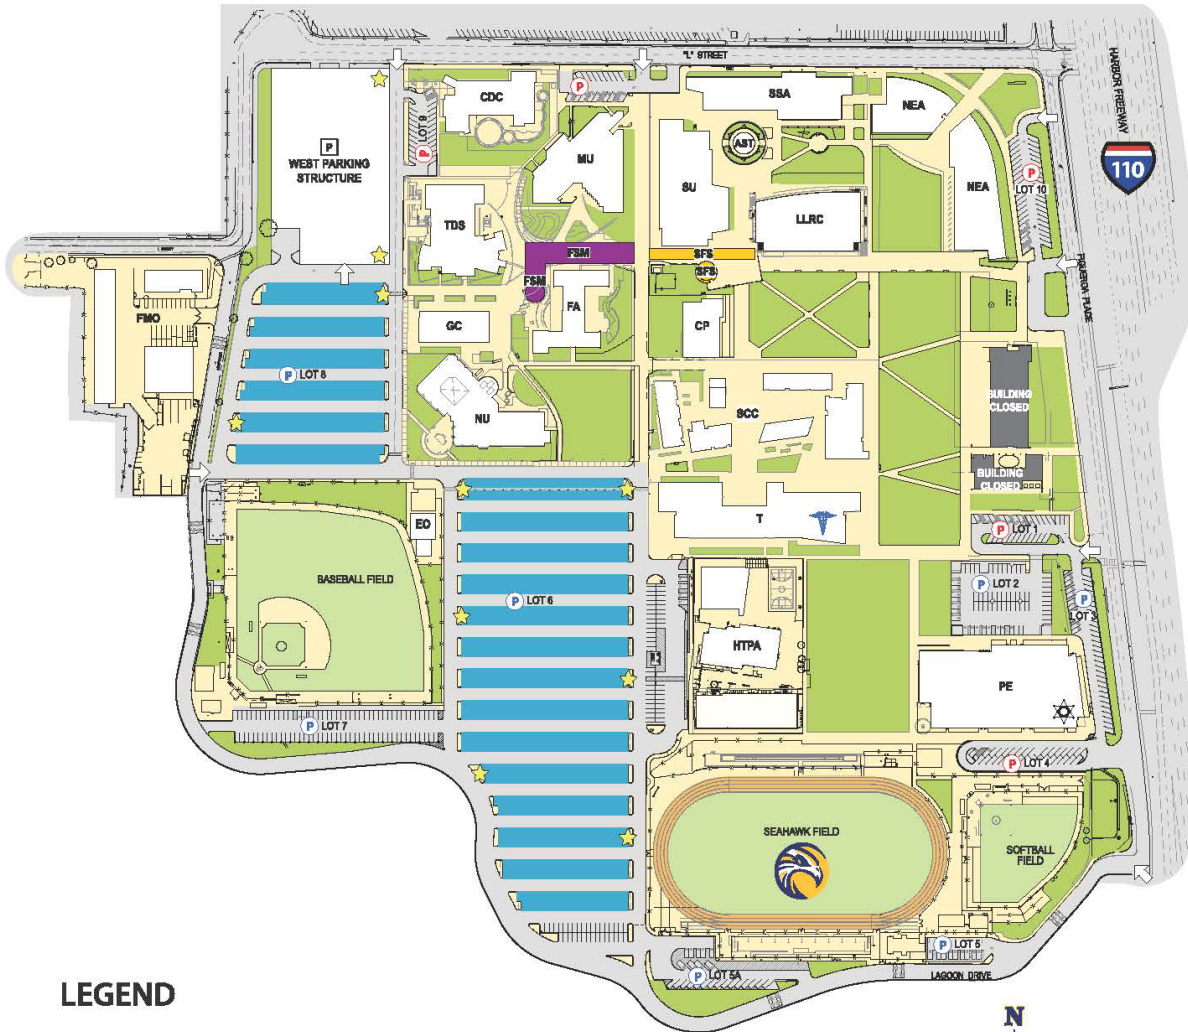 "L" STREET
HARBOR FREEWAY
110
CDC
P
SSA
NEA
P
LOT 9
P
WEST PARKING
STRUCTURE
MU
AST
SU
NEA
P
LOT 10
TDS
LLRC
FSM
SFS
SFS
FSM
FIGUEROA PLACE
FMO
GC
FA
CP
P LOT 8
BUILDING
CLOSED
NU
SCC
BUILDING
CLOSED
EO
T
P LOT 1
BASEBALL FIELD
P LOT 6
P LOT 2
P
LOT 3
HTPA
PE
P LOT 7
P LOT 4
SEAHAWK FIELD
SOFTBALL
FIELD
P LOT 5
P LOT 5A
LAGOON DRIVE
LEGEND
N